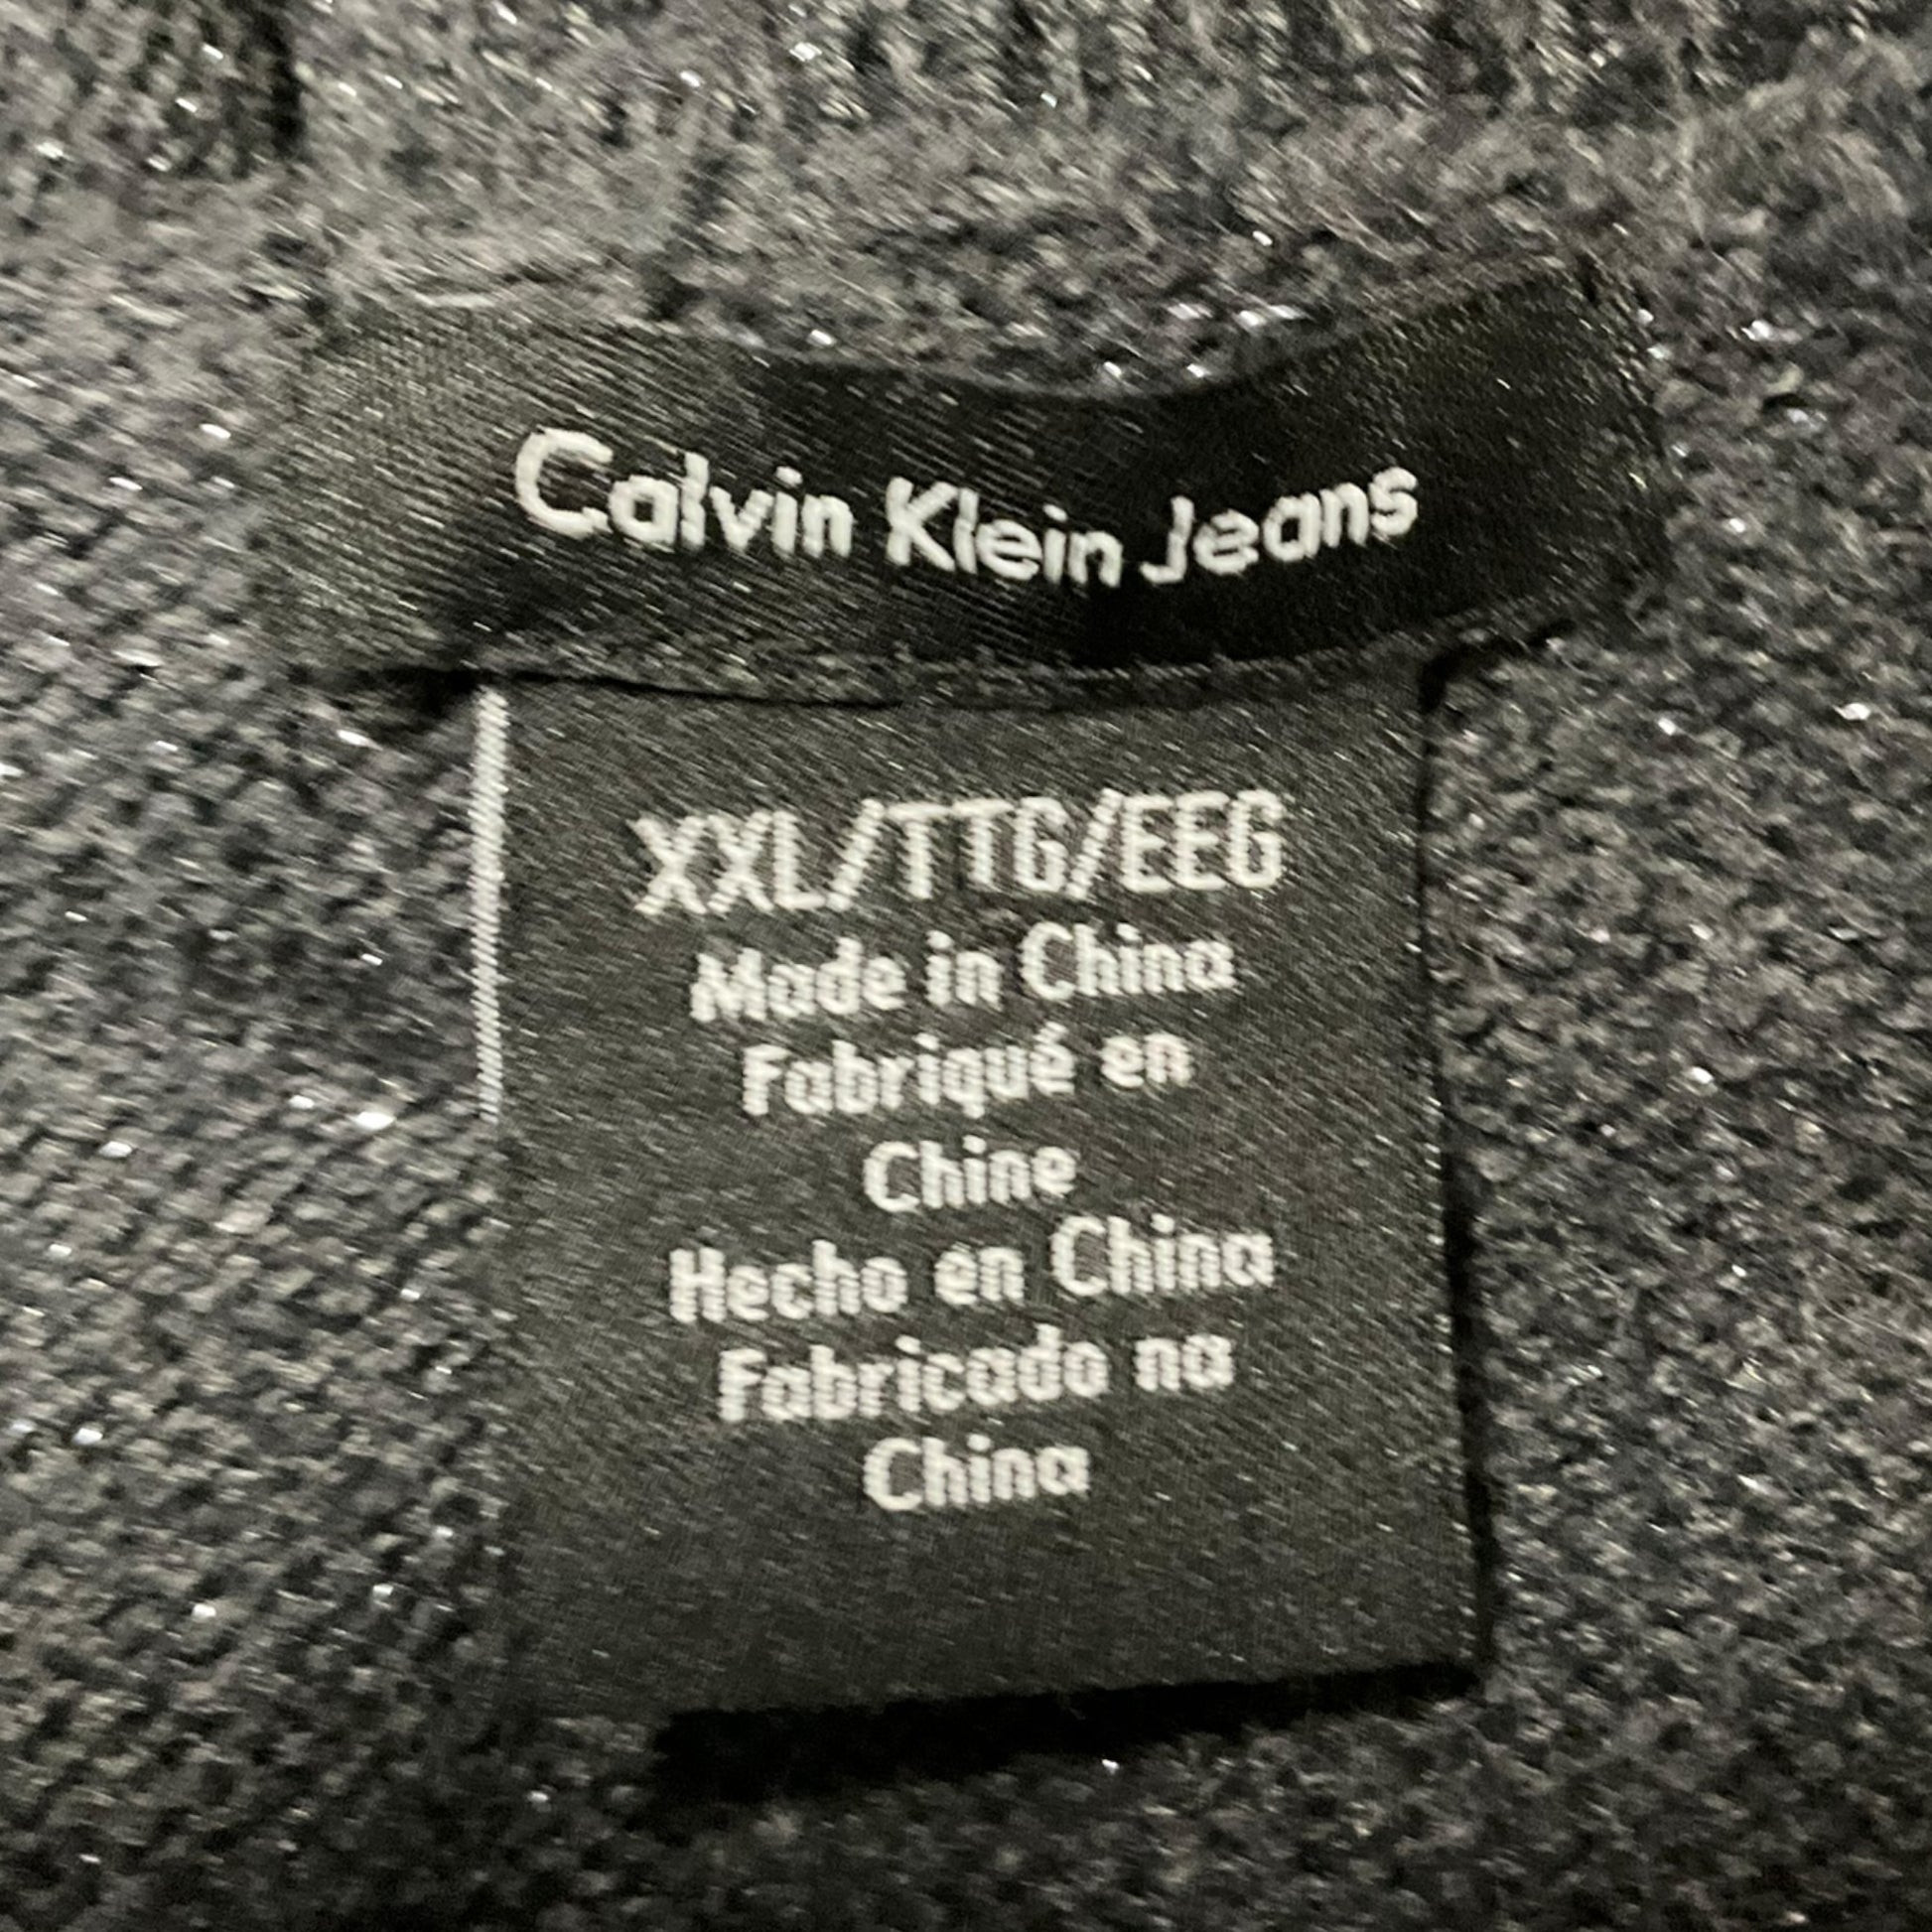 Calvin Klein Jeans
XXL/TTG/EEG
Made in China
Fabriqué en
Chine
Hecho en China
Fabricado na
China